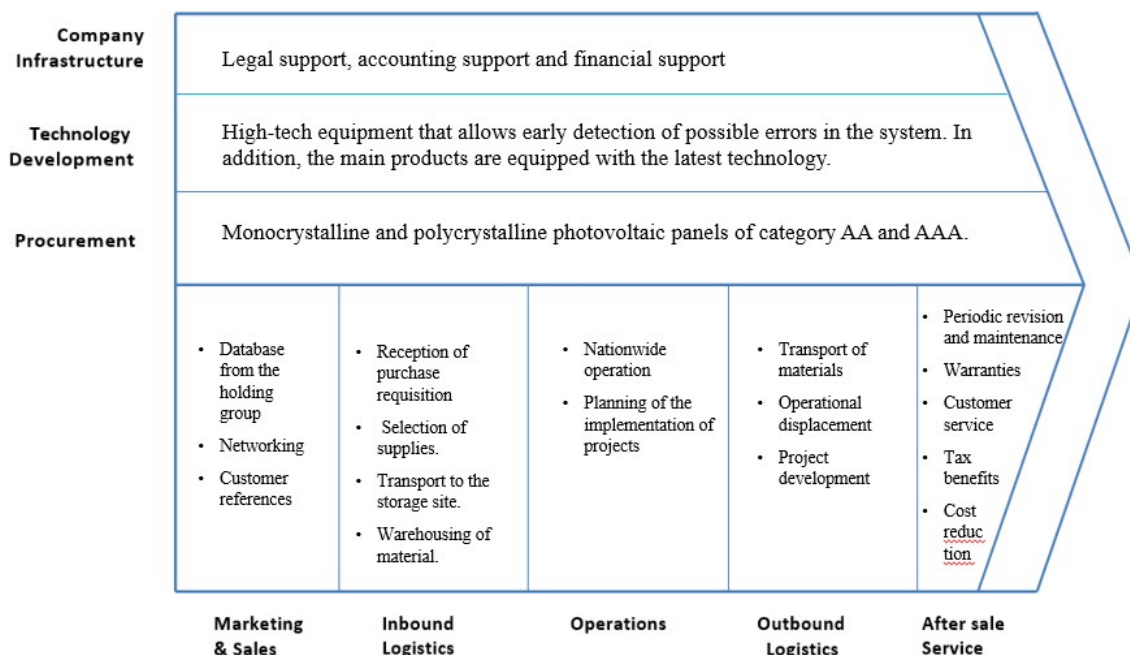 Company
Infrastructure
Legal support, accounting support and financial support
Technology
Development
High-tech equipment that allows early detection of possible errors in the system. In
addition, the main products are equipped with the latest technology.
Procurement
Monocrystalline and polycrystalline photovoltaic panels of category AA and AAA.
• Database
from the
holding
group
• Networking
• Customer
references
• Reception of
purchase
requisition
• Selection of
supplies.
• Transport to the
storage site.
• Warehousing of
material.
• Nationwide
operation
• Planning of the
implementation of
projects
• Transport of
materials
• Operational
displacement
• Project
development
• Periodic revision
and maintenance
• Warranties
• Customer
service
• Tax
benefits
• Cost
reduc
tion
Marketing
& Sales
Inbound
Logistics
Operations
Outbound
Logistics
After sale
Service